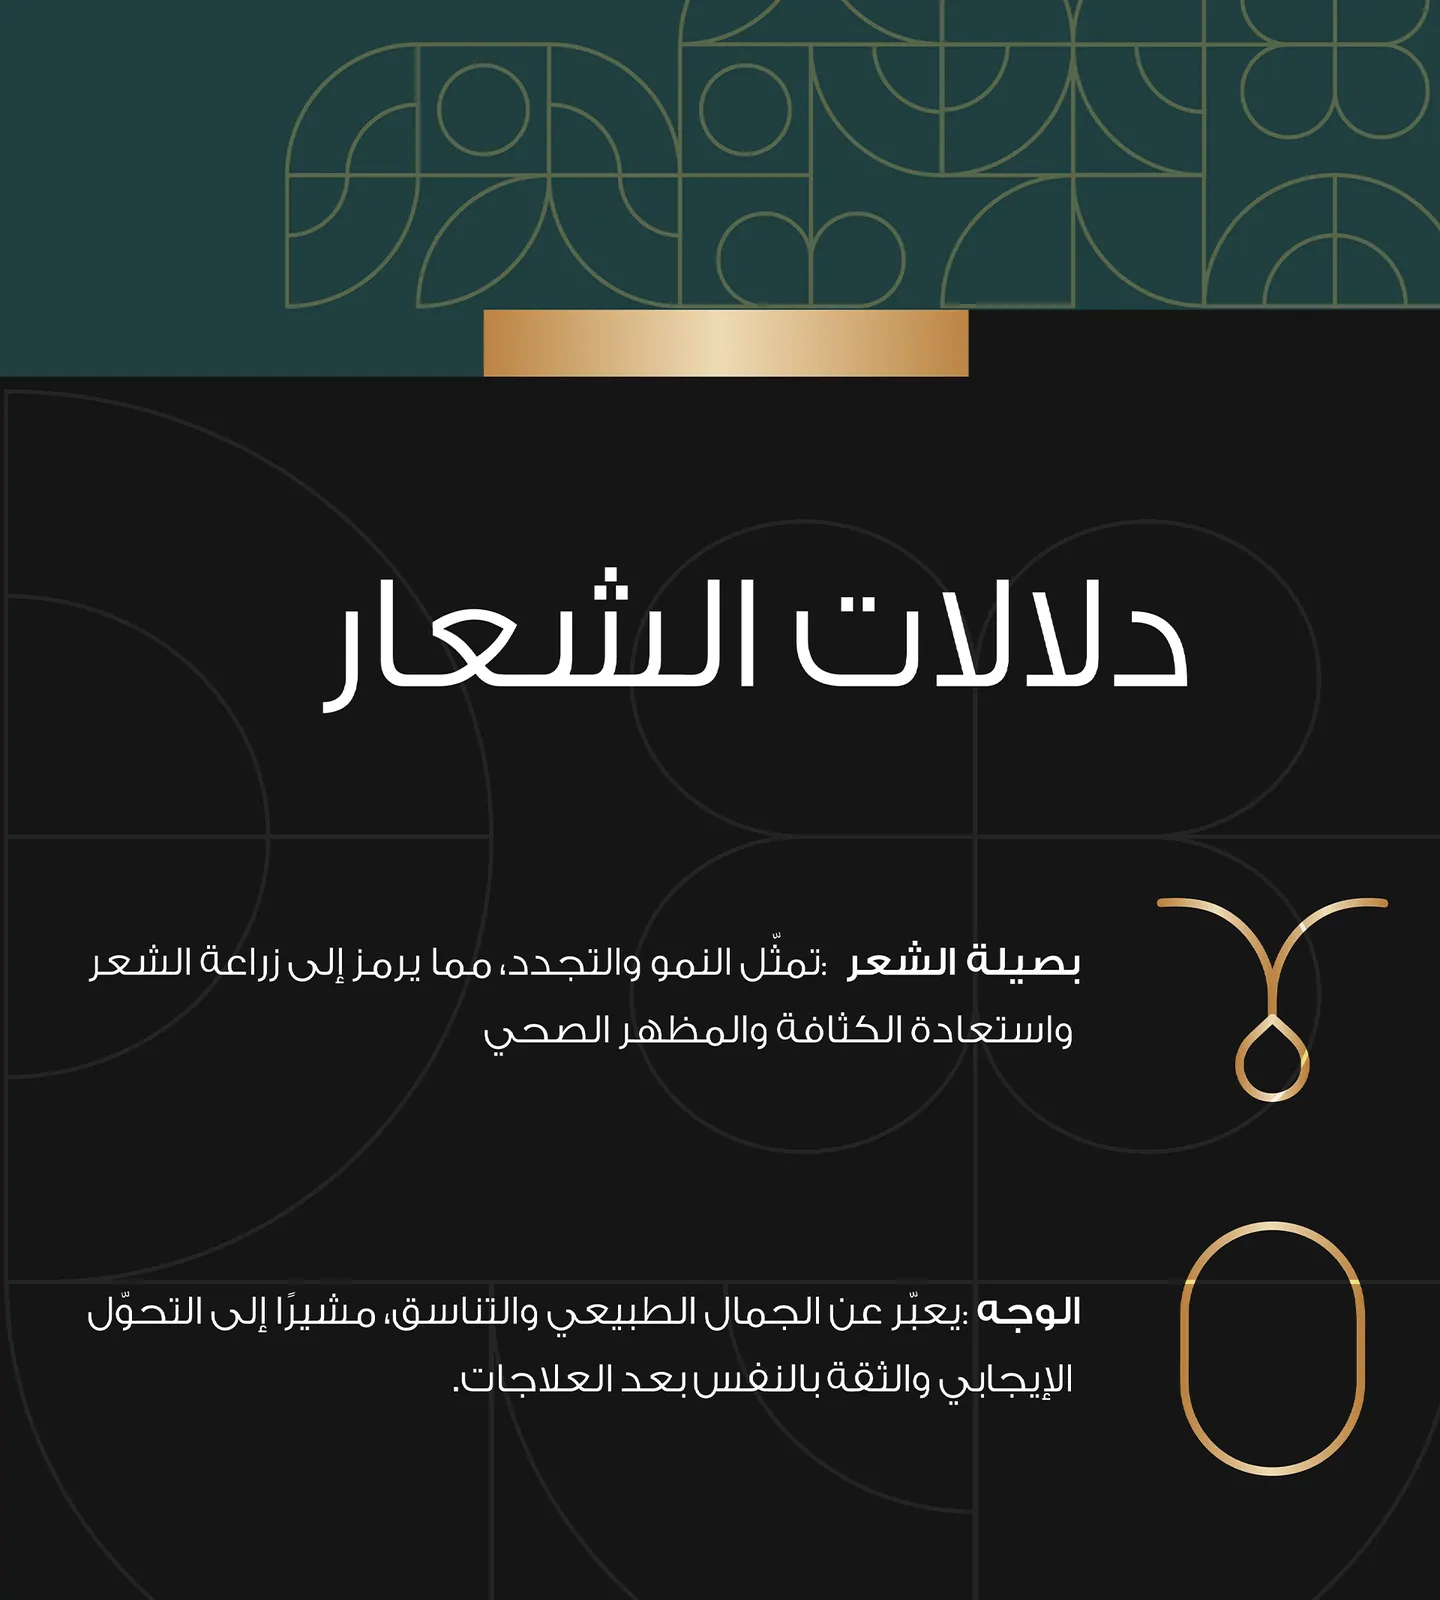 دلالات الشعار
بصيلة الشعر :تمثّل النمو والتجدد، مما يرمز إلى زراعة الشعر
واستعادة الكثافة والمظهر الصحي
الوجه :يعبّر عن الجمال الطبيعي والتناسق، مشيرًا إلى التحوّل
الإيجابي والثقة بالنفس بعد العلاجات.